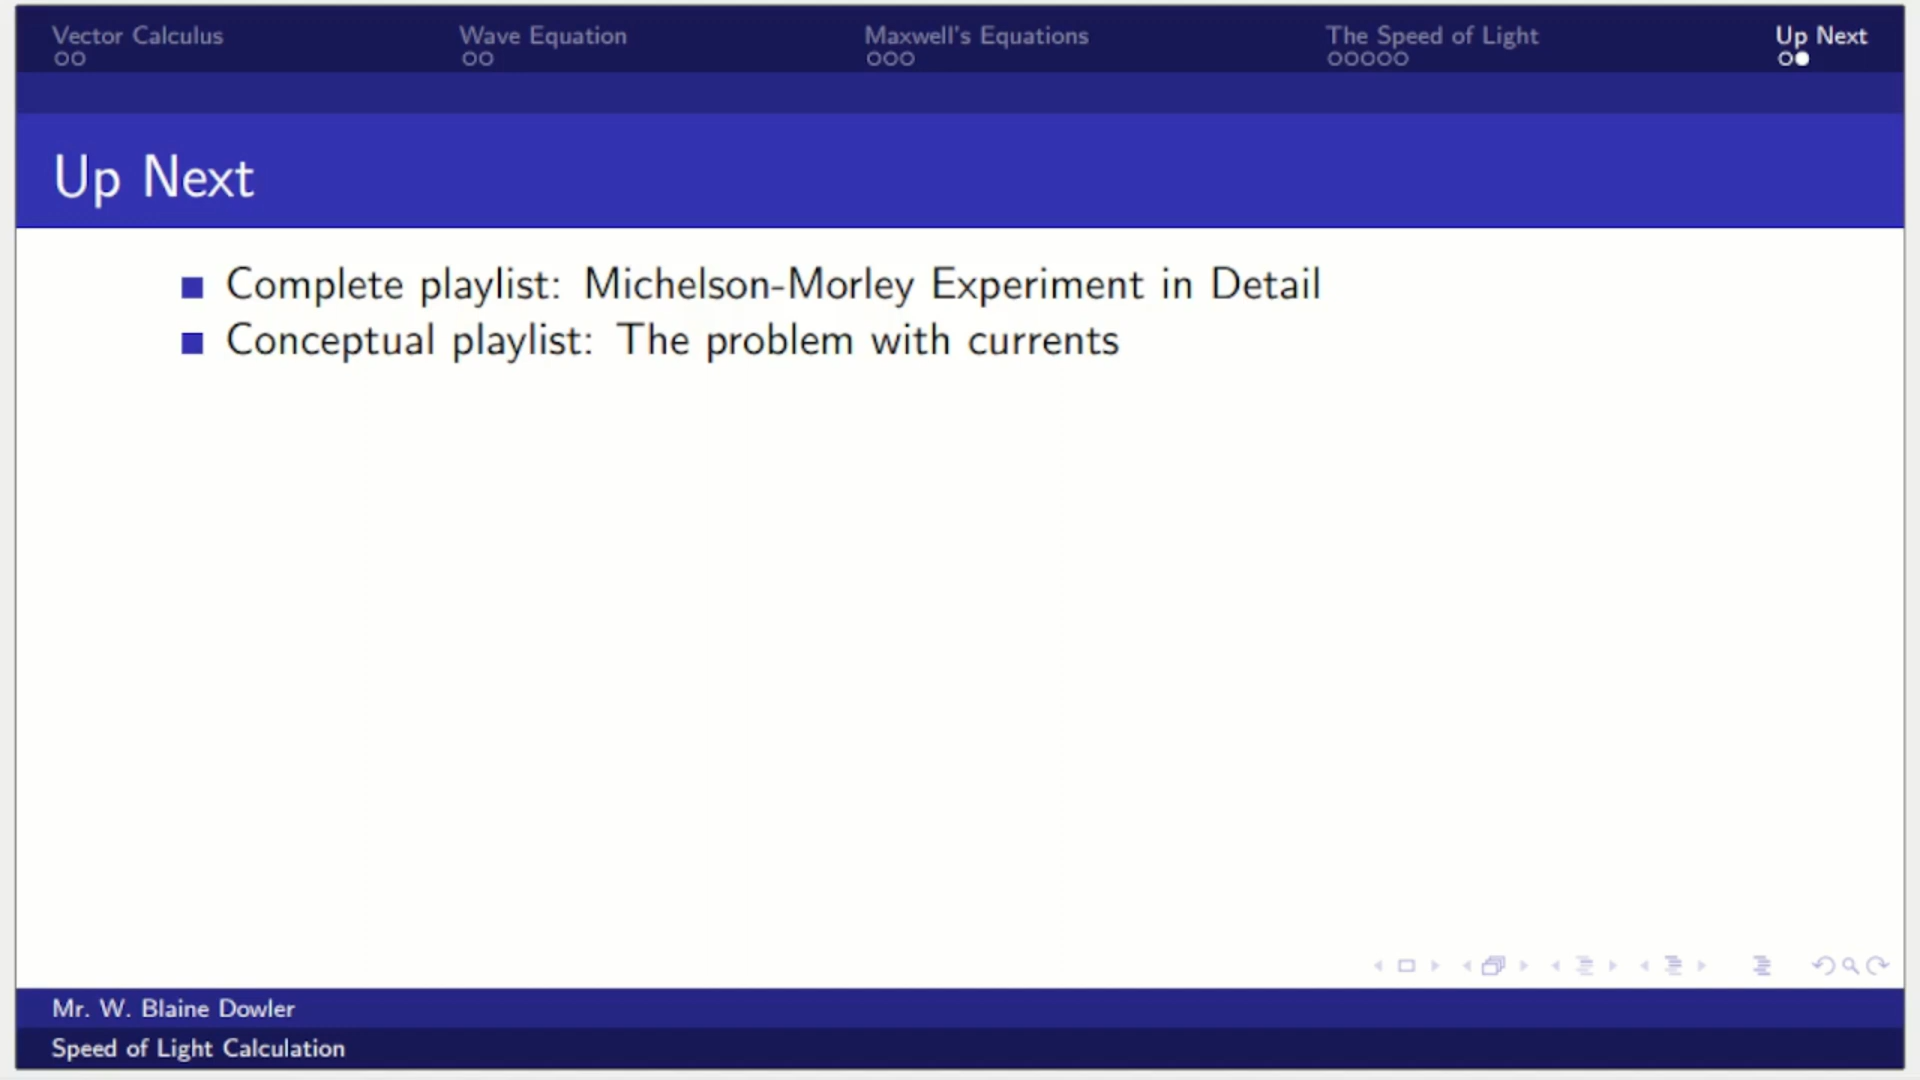 Vector Calculus
Wave Equation
Maxwell's Equations
The Speed of Light
Up Next
Up Next
Complete playlist: Michelson-Morley Experiment in Detail
Conceptual playlist: The problem with currents
Mr. W. Blaine Dowler
Speed of Light Calculation